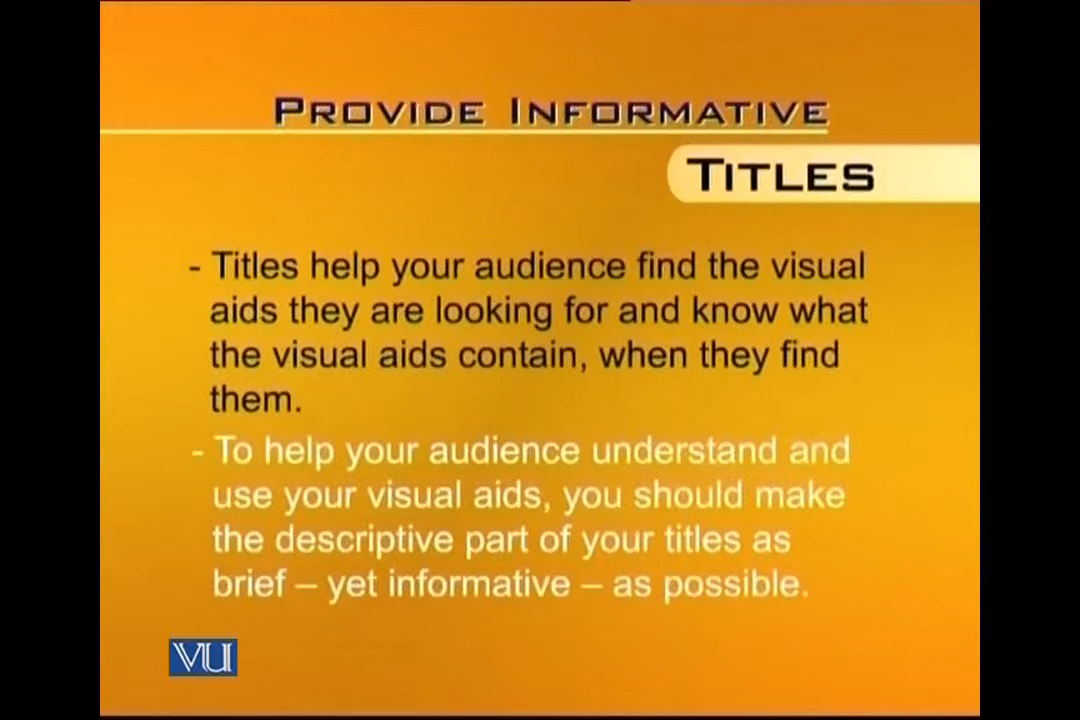 PROVIDE INFORMATIVE
TITLES
- Titles help your audience find the visual
aids they are looking for and know what
the visual aids contain, when they find
them.
- To help your audience understand and
use your visual aids, you should make
the descriptive part of your titles as
brief – yet informative – as possible.
VU